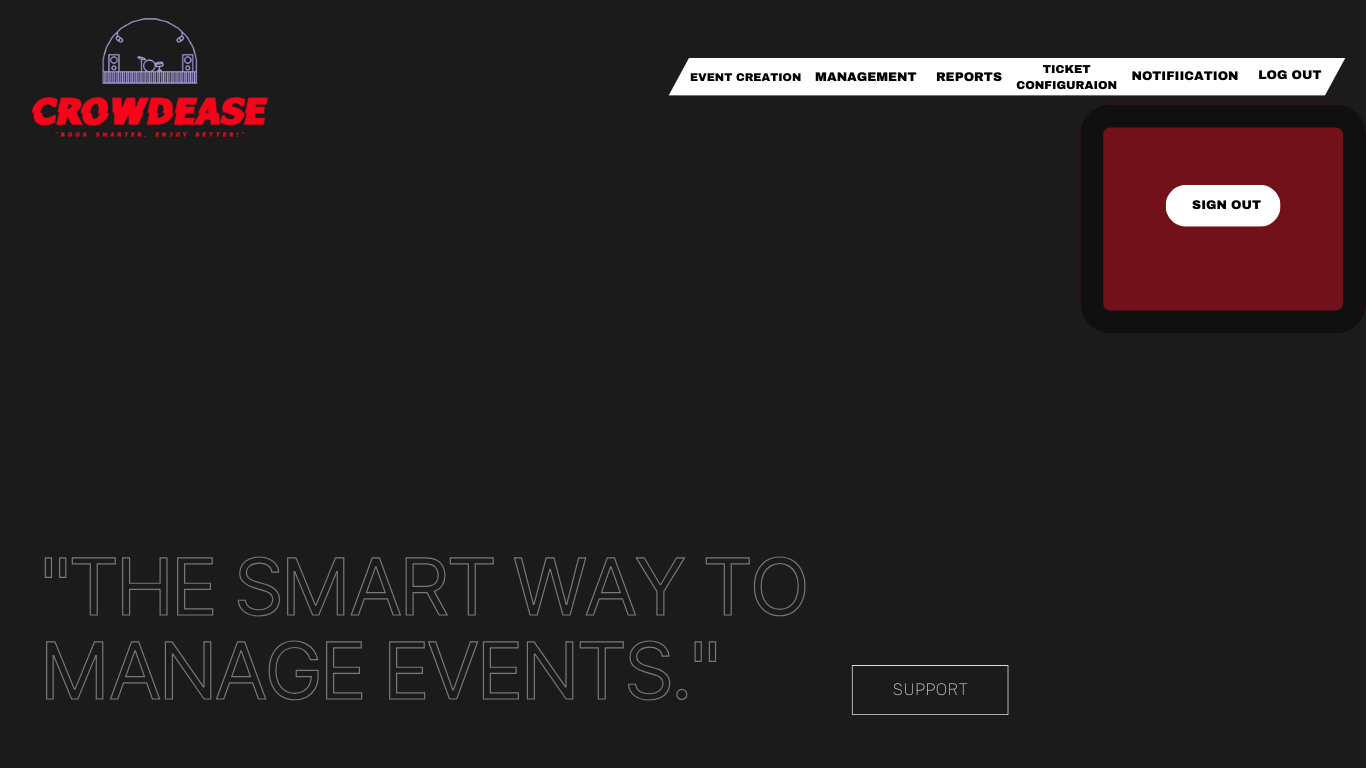 CROWDEASE
"BOOK SMARTER, ENJOY BETTER!"
EVENT CREATION MANAGEMENT REPORTS TICKET CONFIGURAION NOTIFIICATION LOG OUT
SIGN OUT
"THE SMART WAY TO
MANAGE EVENTS."
SUPPORT